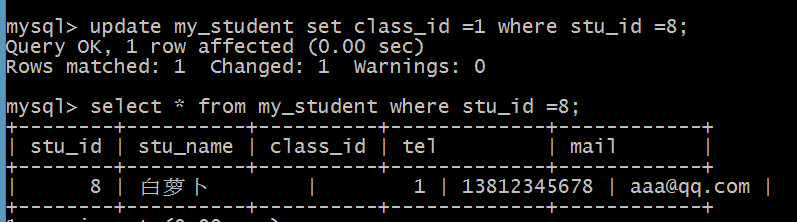 mysql> update my_student set class_id =1 where stu_id =8;
Query OK, 1 row affected (0.00 sec)
Rows matched: 1  Changed: 1  Warnings: 0
mysql> select * from my_student where stu_id =8;
+--------+----------+----------+-------------+------------+
| stu_id | stu_name | class_id | tel         | mail       |
+--------+----------+----------+-------------+------------+
|      8 | 白萝卜        |        1 | 13812345678 | aaa@qq.com |
+--------+----------+----------+-------------+------------+